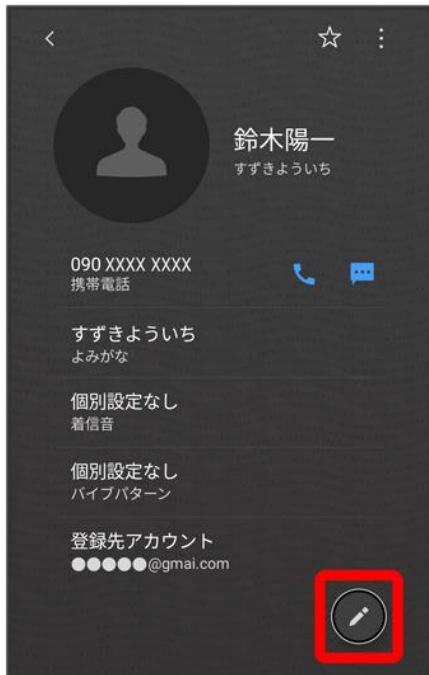 鈴木陽一
すずきよういち
090 XXXX XXXX
携帯電話
すずきよういち
よみがな
個別設定なし
着信音
個別設定なし
バイブパターン
登録先アカウント
●●●●●@gmai.com